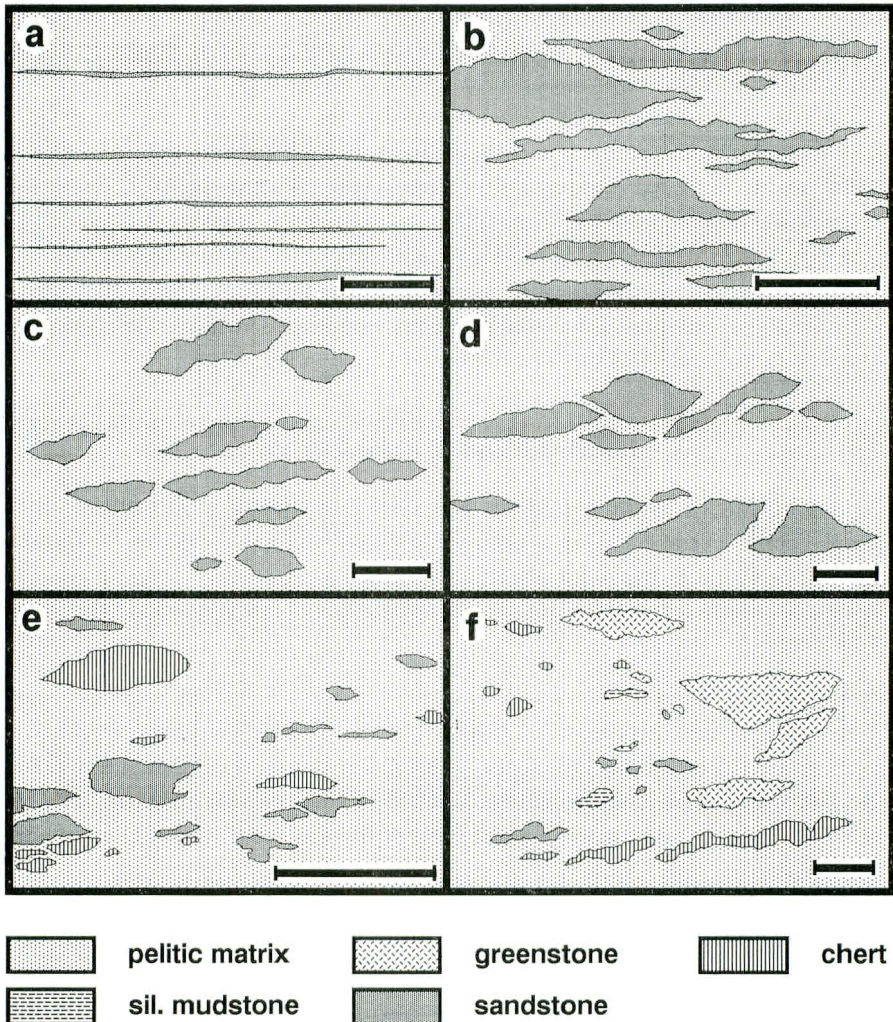 a
b
c
d
e
f
pelitic matrix
greenstone
chert
sil. mudstone
sandstone